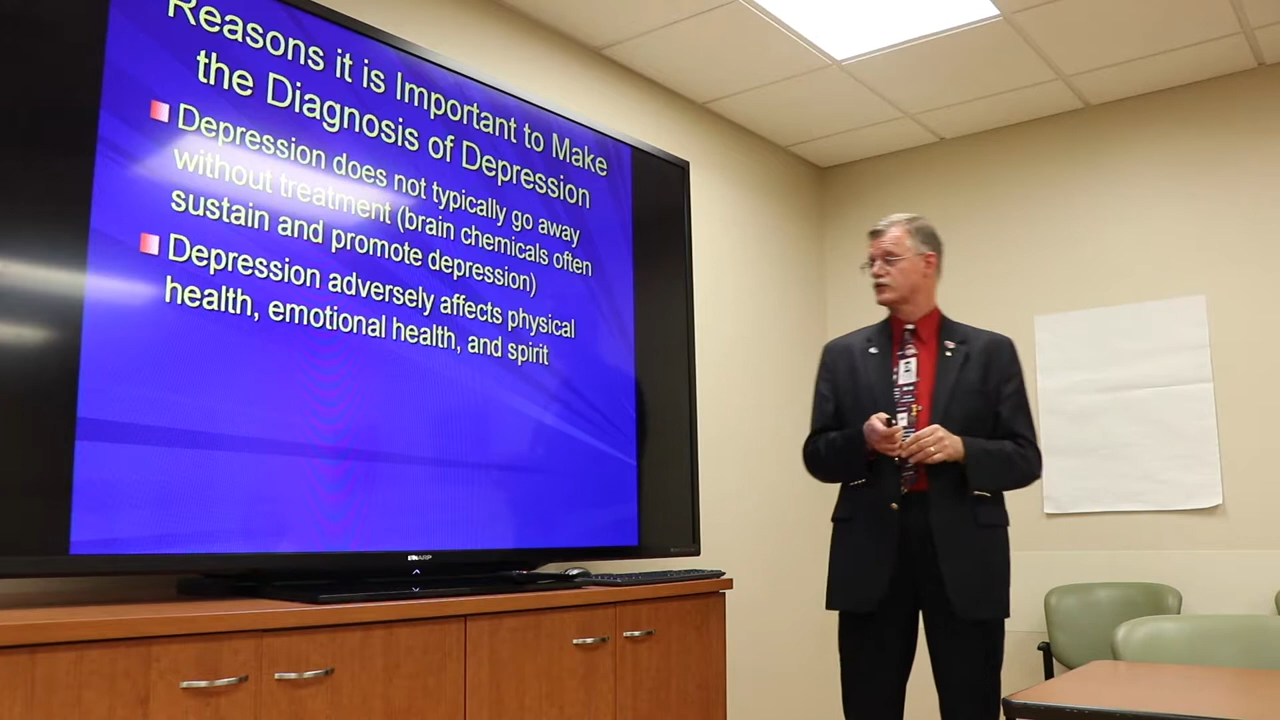 Reasons it is Important to Make
the Diagnosis of Depression
Depression does not typically go away
without treatment (brain chemicals often
sustain and promote depression)
Depression adversely affects physical
health, emotional health, and spirit